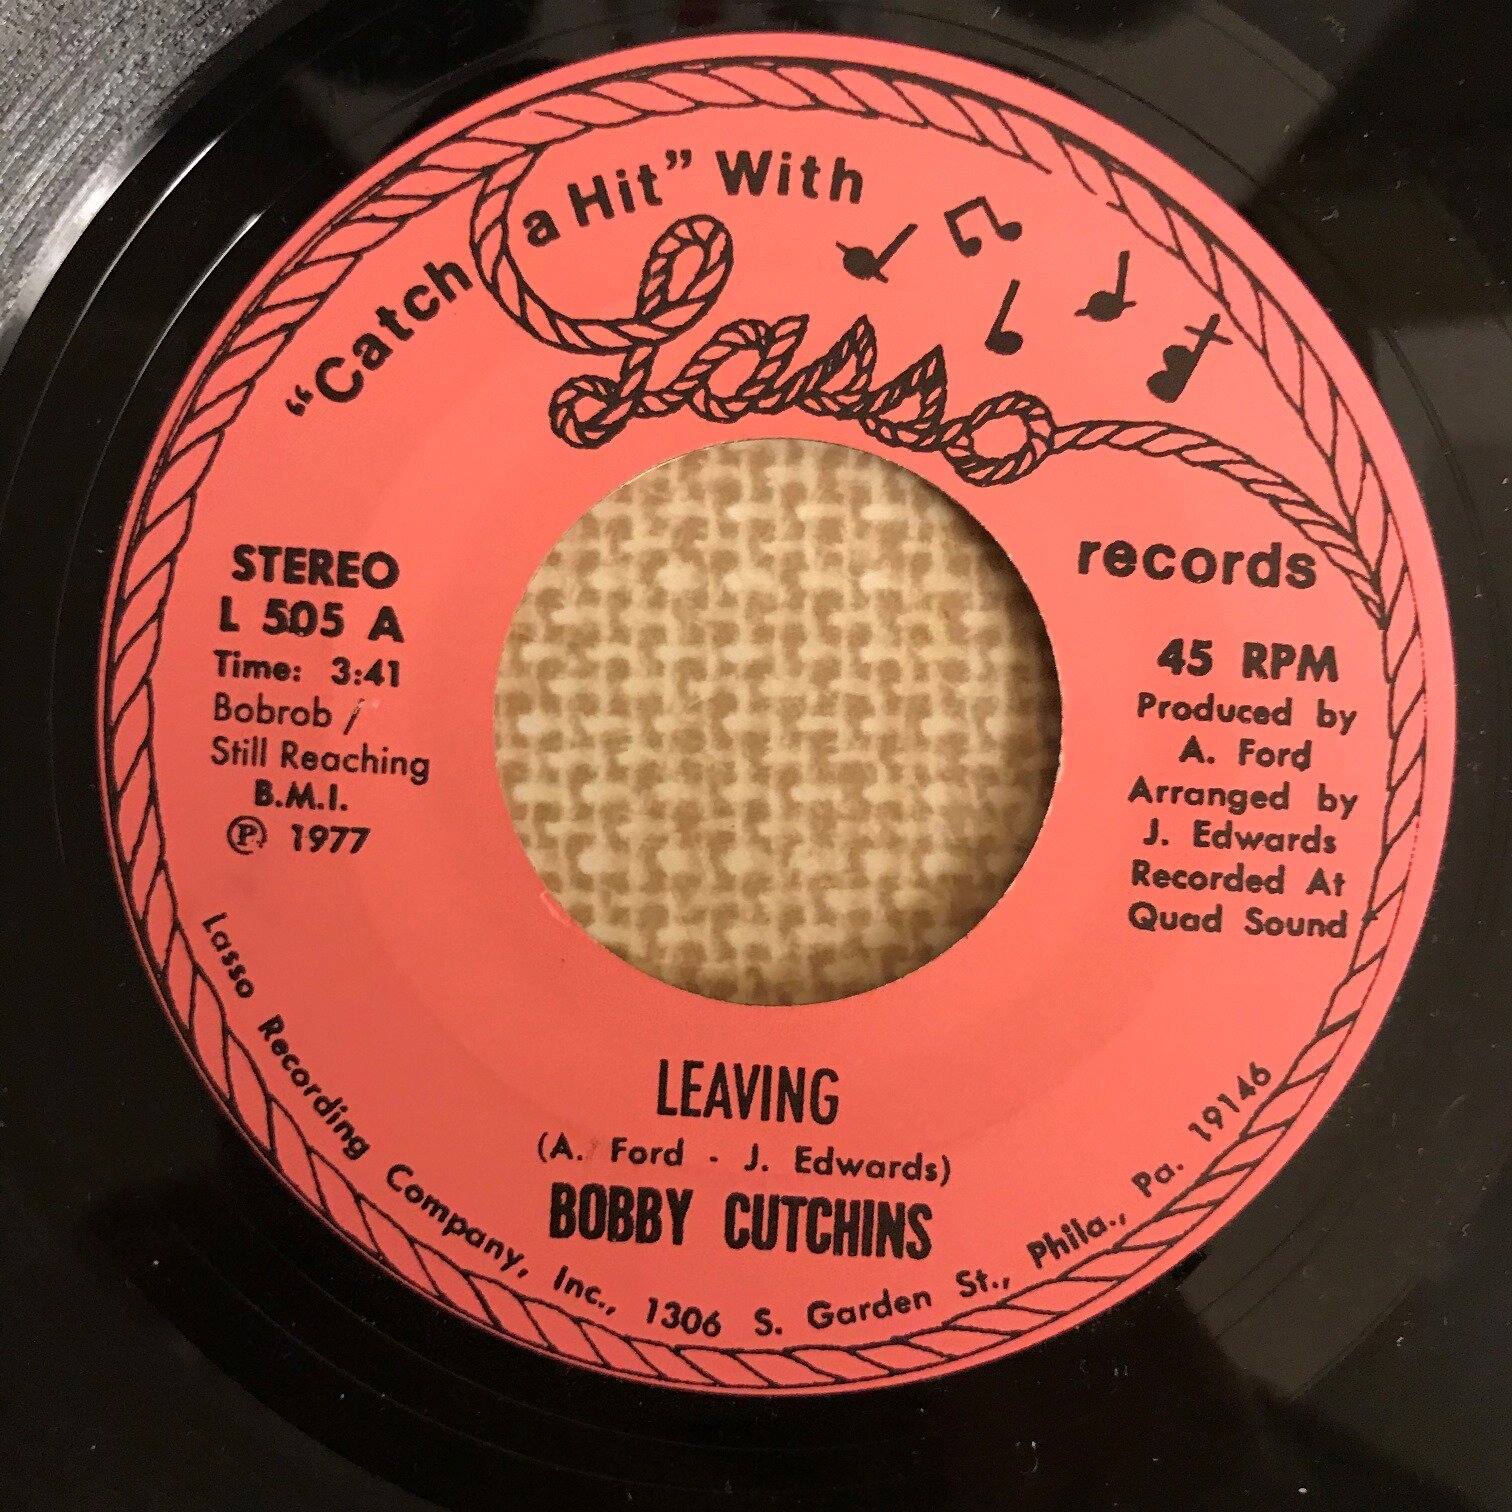 “Catch a Hit” With
Lasso
records
STEREO
L 505 A
Time: 3:41
Bobrob /
Still Reaching
B.M.I.
Ⓟ 1977
45 RPM
Produced by
A. Ford
Arranged by
J. Edwards
Recorded At
Quad Sound
LEAVING
(A. Ford - J. Edwards)
BOBBY CUTCHINS
Lasso Recording Company, Inc., 1306 S. Garden St., Phila., Pa. 19146